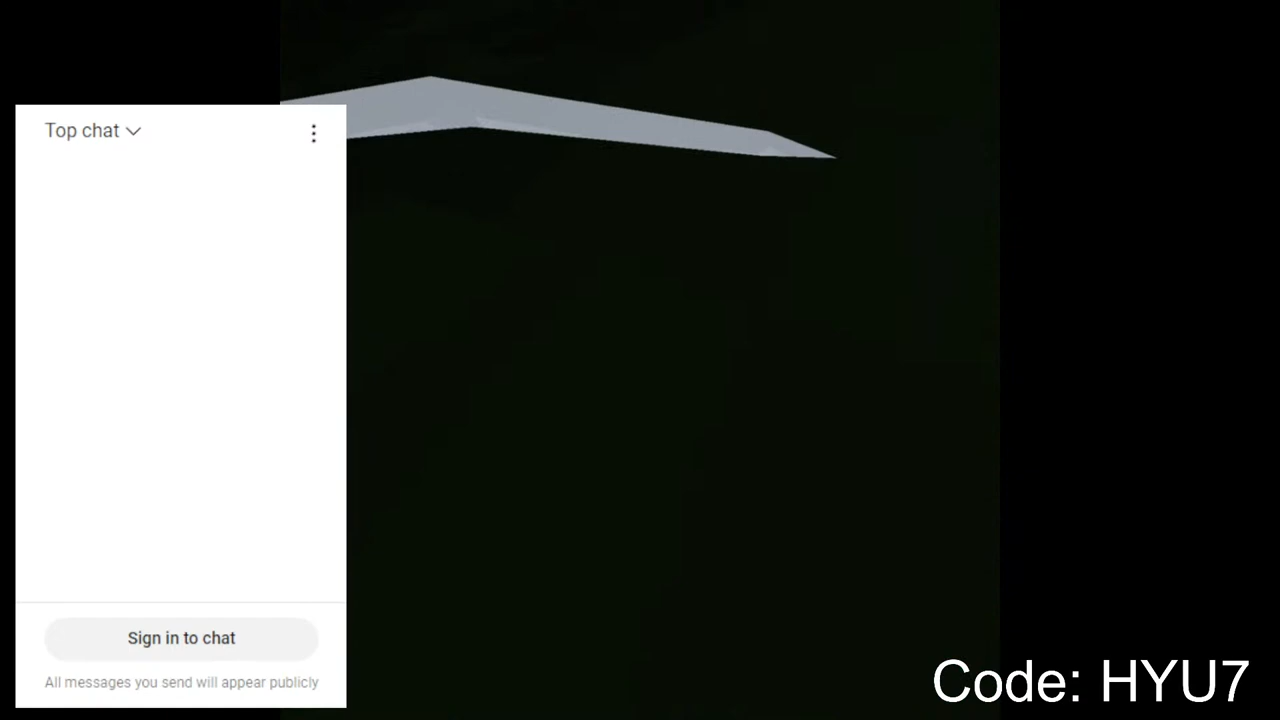 Top chat
Sign in to chat
All messages you send will appear publicly
Code: HYU7